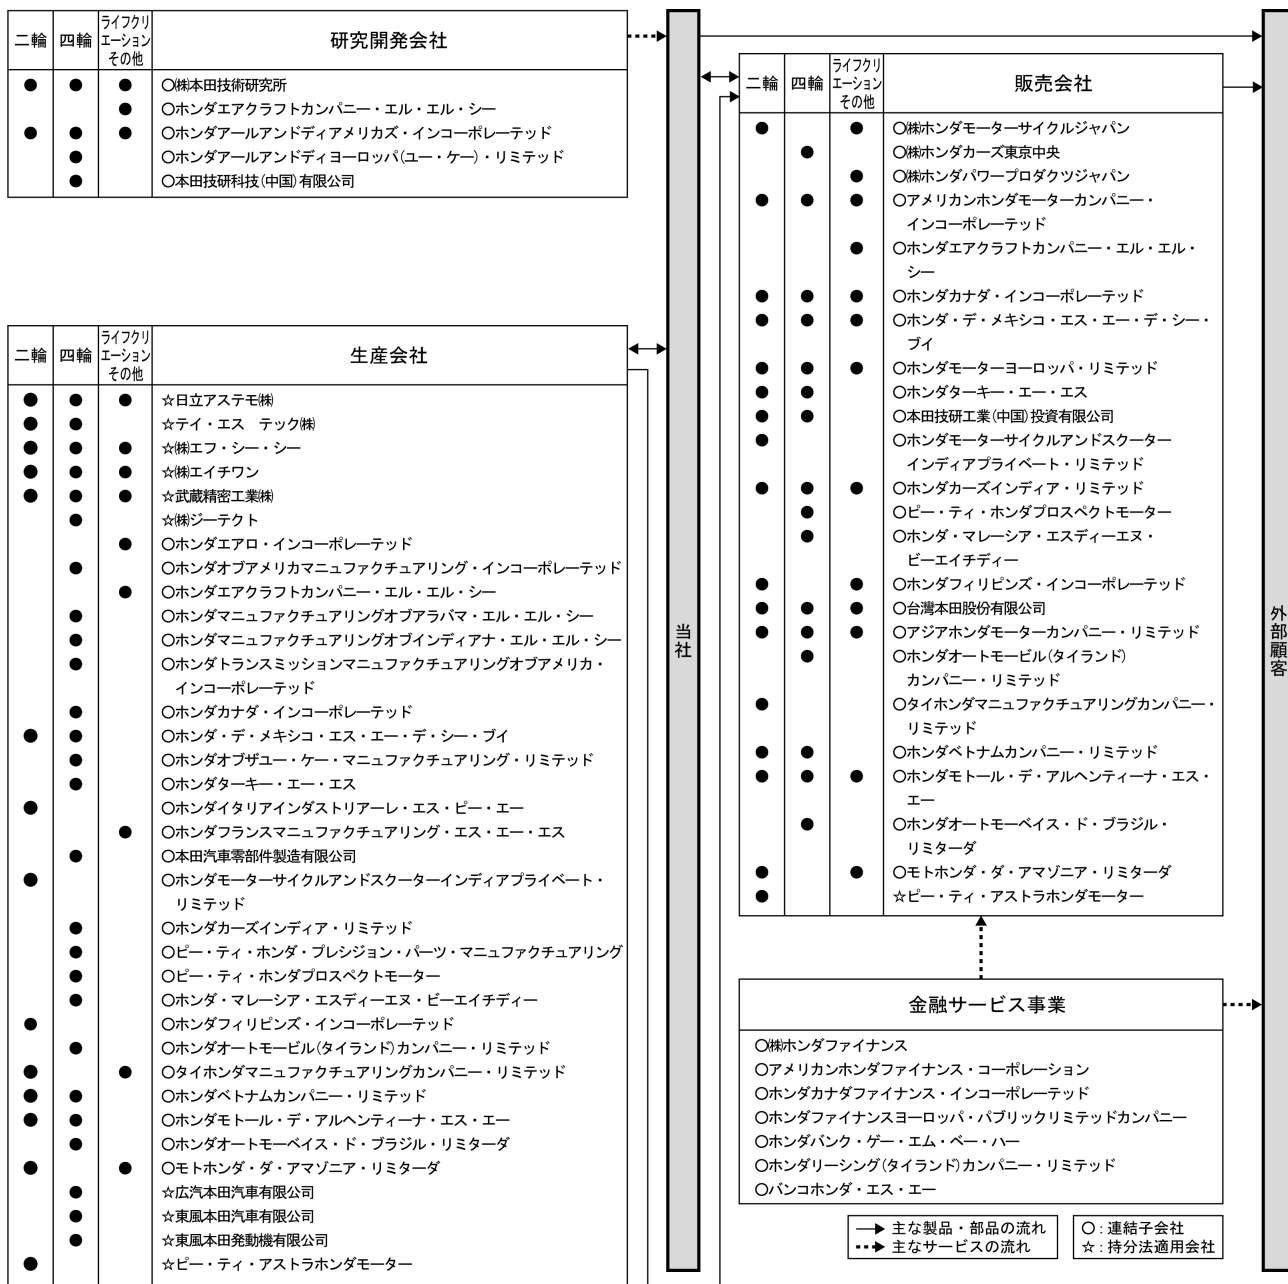 二輪 四輪 ライフクリエーションその他 研究開発会社
● ● ● ○㈱本田技術研究所
● ○ホンダエアクラフトカンパニー・エル・エル・シー
● ● ● ○ホンダアールアンドディアメリカズ・インコーポレーテッド
● ○ホンダアールアンドディヨーロッパ(ユー・ケー)・リミテッド
● ○本田技研科技(中国)有限公司
二輪 四輪 ライフクリエーションその他 生産会社
● ● ● ☆日立アステモ㈱
● ● ☆テイ・エス テック㈱
● ● ● ☆㈱エフ・シー・シー
● ● ● ☆㈱エイチワン
● ● ● ☆武蔵精密工業㈱
● ☆㈱ジーテクト
● ○ホンダエアロ・インコーポレーテッド
● ○ホンダオブアメリカマニュファクチュアリング・インコーポレーテッド
● ○ホンダエアクラフトカンパニー・エル・エル・シー
● ○ホンダマニュファクチュアリングオブアラバマ・エル・エル・シー
● ○ホンダマニュファクチュアリングオブインディアナ・エル・エル・シー
● ○ホンダトランスミッションマニュファクチュアリングオブアメリカ・
インコーポレーテッド
● ○ホンダカナダ・インコーポレーテッド
● ● ○ホンダ・デ・メキシコ・エス・エー・デ・シー・ブイ
● ○ホンダオブザユー・ケー・マニュファクチュアリング・リミテッド
● ○ホンダターキー・エー・エス
● ○ホンダイタリアインダストリアーレ・エス・ピー・エー
● ○ホンダフランスマニュファクチュアリング・エス・エー・エス
● ○本田汽車零部件製造有限公司
● ○ホンダモーターサイクルアンドスクーターインディアプライベート・
リミテッド
● ○ホンダカーズインディア・リミテッド
● ○ピー・ティ・ホンダ・プレシジョン・パーツ・マニュファクチュアリング
● ○ピー・ティ・ホンダプロスペクトモーター
● ○ホンダ・マレーシア・エスディーエヌ・ビーエイチディー
● ○ホンダフィリピンズ・インコーポレーテッド
● ○ホンダオートモービル(タイランド)カンパニー・リミテッド
● ● ○タイホンダマニュファクチュアリングカンパニー・リミテッド
● ● ○ホンダベトナムカンパニー・リミテッド
● ● ○ホンダモトール・デ・アルヘンティーナ・エス・エー
● ○ホンダオートモーベイス・ド・ブラジル・リミターダ
● ● ○モトホンダ・ダ・アマゾニア・リミターダ
● ☆広汽本田汽車有限公司
● ☆東風本田汽車有限公司
● ☆東風本田発動機有限公司
● ☆ピー・ティ・アストラホンダモーター
当社
二輪 四輪 ライフクリエーションその他 販売会社
● ● ○㈱ホンダモーターサイクルジャパン
● ○㈱ホンダカーズ東京中央
● ○㈱ホンダパワープロダクツジャパン
● ● ● ○アメリカンホンダモーターカンパニー・
インコーポレーテッド
● ○ホンダエアクラフトカンパニー・エル・エル・
シー
● ● ● ○ホンダカナダ・インコーポレーテッド
● ● ● ○ホンダ・デ・メキシコ・エス・エー・デ・シー・
ブイ
● ● ● ○ホンダモーターヨーロッパ・リミテッド
● ● ○ホンダターキー・エー・エス
● ● ○本田技研工業(中国)投資有限公司
● ○ホンダモーターサイクルアンドスクーター
インディアプライベート・リミテッド
● ● ● ○ホンダカーズインディア・リミテッド
● ○ピー・ティ・ホンダプロスペクトモーター
● ○ホンダ・マレーシア・エスディーエヌ・
ビーエイチディー
● ● ○ホンダフィリピンズ・インコーポレーテッド
● ● ● ○台灣本田股份有限公司
● ● ● ○アジアホンダモーターカンパニー・リミテッド
● ○ホンダオートモービル(タイランド)
カンパニー・リミテッド
● ○タイホンダマニュファクチュアリングカンパニー・
リミテッド
● ● ○ホンダベトナムカンパニー・リミテッド
● ● ● ○ホンダモトール・デ・アルヘンティーナ・エス・
エー
● ○ホンダオートモーベイス・ド・ブラジル・
リミターダ
● ● ○モトホンダ・ダ・アマゾニア・リミターダ
● ☆ピー・ティ・アストラホンダモーター
金融サービス事業
○㈱ホンダファイナンス
○アメリカンホンダファイナンス・コーポレーション
○ホンダカナダファイナンス・インコーポレーテッド
○ホンダファイナンスヨーロッパ・パブリックリミテッドカンパニー
○ホンダバンク・ゲー・エム・ベー・ハー
○ホンダリーシング(タイランド)カンパニー・リミテッド
○バンコホンダ・エス・エー
主な製品・部品の流れ
主なサービスの流れ
○:連結子会社
☆:持分法適用会社
外部顧客